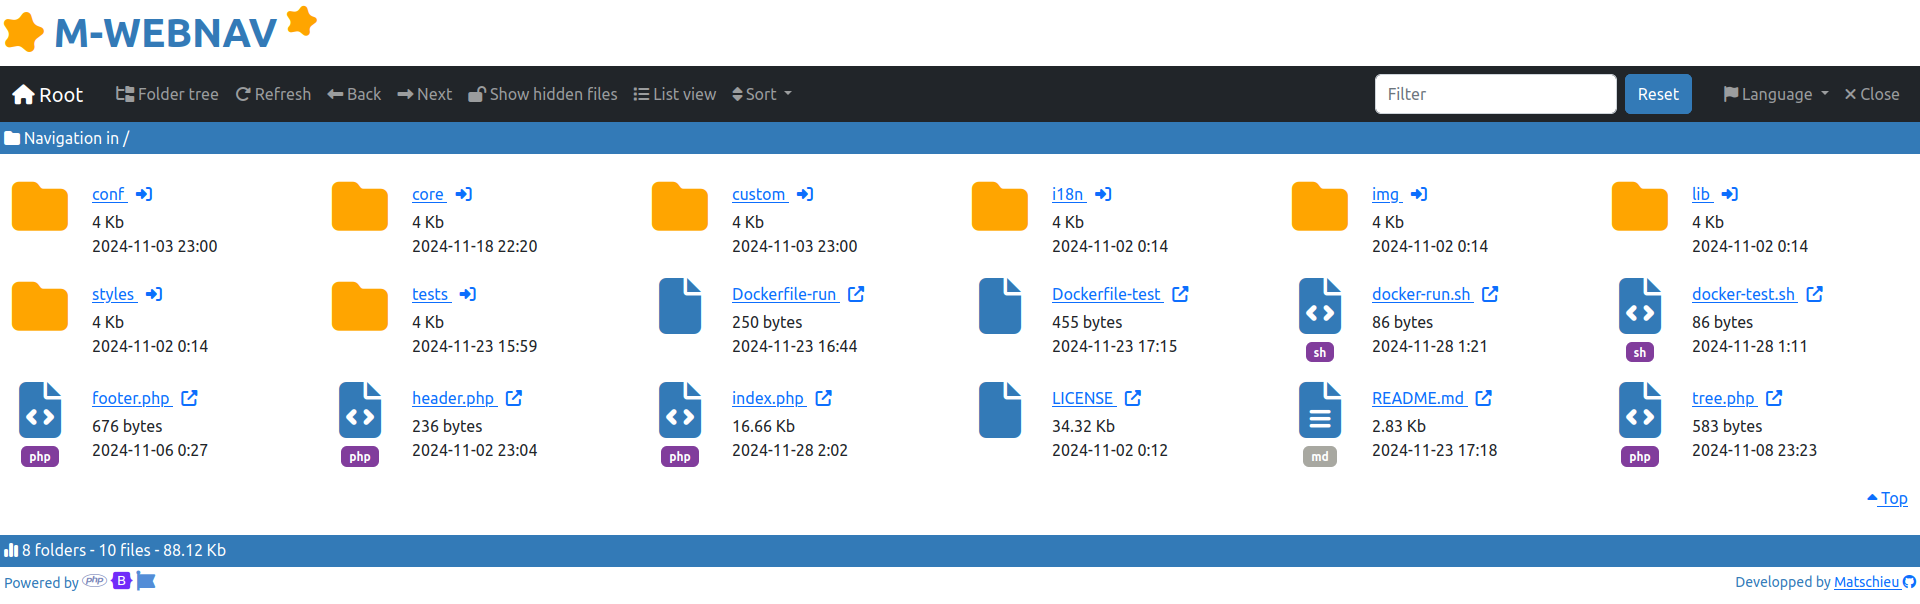 M-WEBNAV
Root Folder tree Refresh Back Next Show hidden files List view Sort Filter Reset Language Close
Navigation in /
conf core custom i18n img lib
4 Kb 4 Kb 4 Kb 4 Kb 4 Kb 4 Kb
2024-11-03 23:00 2024-11-18 22:20 2024-11-03 23:00 2024-11-02 0:14 2024-11-02 0:14 2024-11-02 0:14
styles tests Dockerfile-run Dockerfile-test docker-run.sh docker-test.sh
4 Kb 4 Kb 250 bytes 455 bytes 86 bytes 86 bytes
2024-11-02 0:14 2024-11-23 15:59 2024-11-23 16:44 2024-11-23 17:15 sh 2024-11-28 1:21 sh 2024-11-28 1:11
footer.php header.php index.php LICENSE README.md tree.php
676 bytes 236 bytes 16.66 Kb 34.32 Kb 2.83 Kb 583 bytes
php 2024-11-06 0:27 php 2024-11-02 23:04 php 2024-11-28 2:02 2024-11-02 0:12 md 2024-11-23 17:18 php 2024-11-08 23:23
Top
8 folders - 10 files - 88.12 Kb
Powered by php B Developped by Matschieu